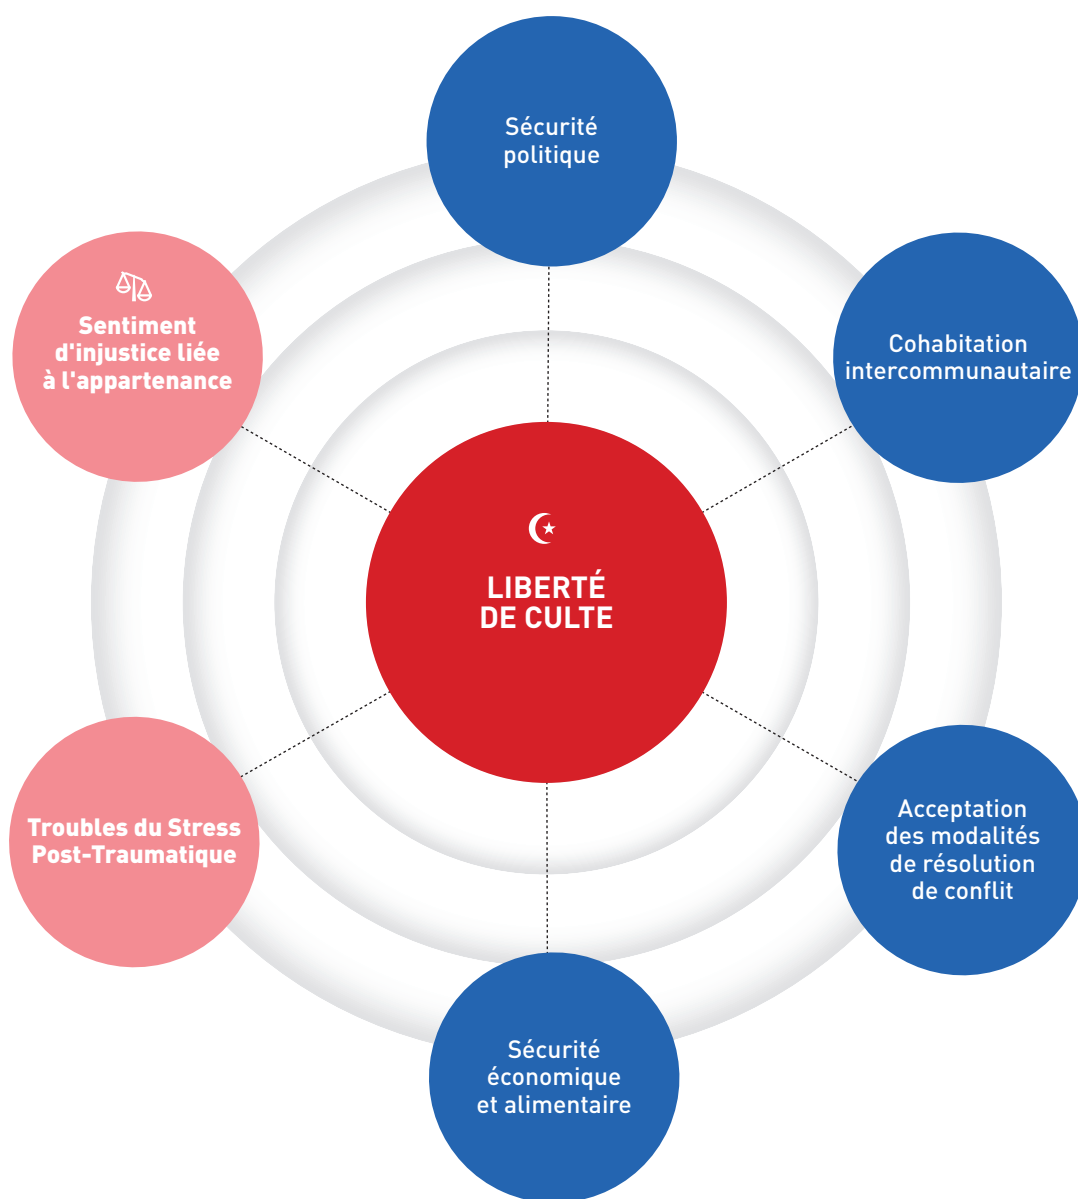 Sécurité
politique
Sentiment
d'injustice liée
à l'appartenance
Cohabitation
intercommunautaire
LIBERTÉ
DE CULTE
Troubles du Stress
Post-Traumatique
Acceptation
des modalités
de résolution
de conflit
Sécurité
économique
et alimentaire